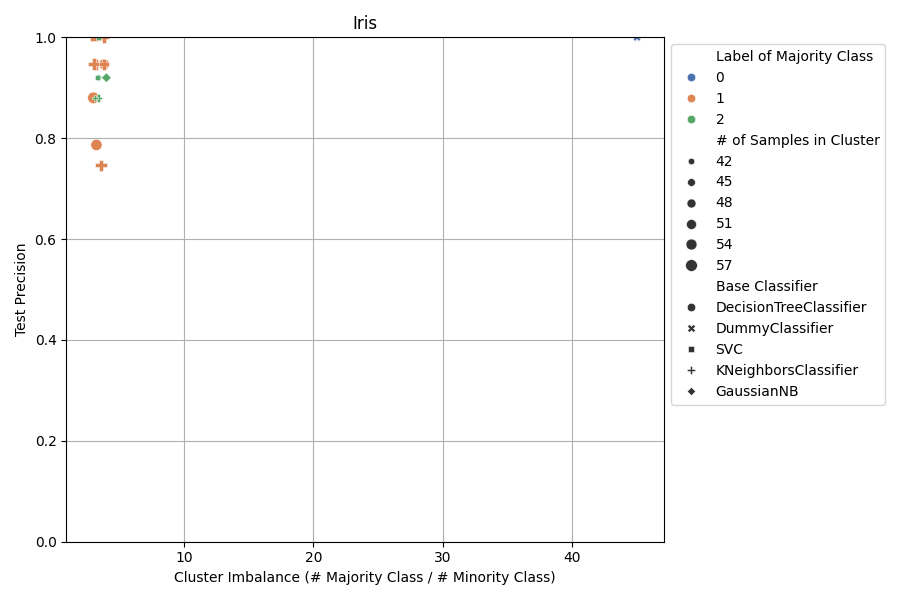 Iris
1.0
0.8
0.6
0.4
0.2
0.0
Test Precision
10
20
30
40
Cluster Imbalance (# Majority Class / # Minority Class)
Label of Majority Class
0
1
2
# of Samples in Cluster
42
45
48
51
54
57
Base Classifier
DecisionTreeClassifier
DummyClassifier
SVC
KNeighborsClassifier
GaussianNB